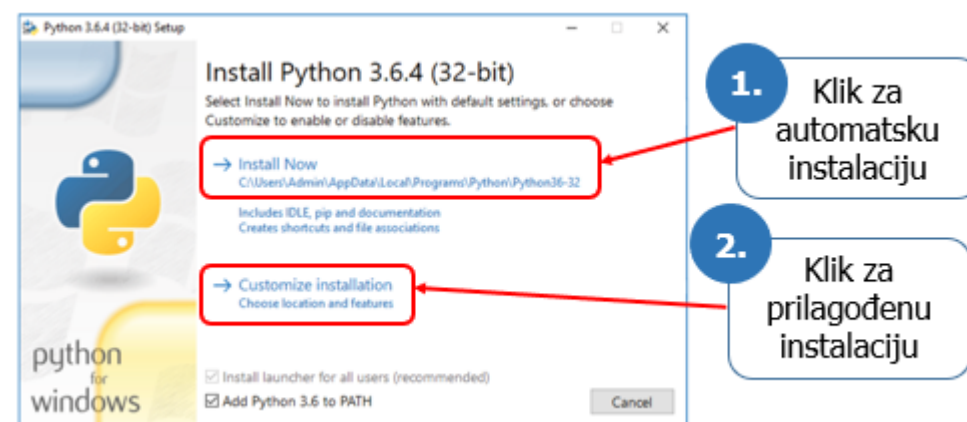 Python 3.6.4 (32-bit) Setup
Install Python 3.6.4 (32-bit)
Select Install Now to install Python with default settings, or choose
Customize to enable or disable features.
→ Install Now
C:\Users\Admin\AppData\Local\Programs\Python\Python36-32
Includes IDLE, pip and documentation
Creates shortcuts and file associations
→ Customize installation
Choose location and features
Install launcher for all users (recommended)
Add Python 3.6 to PATH
Cancel
python
for
windows
1.
Klik za
automatsku
instalaciju
2.
Klik za
prilagođenu
instalaciju